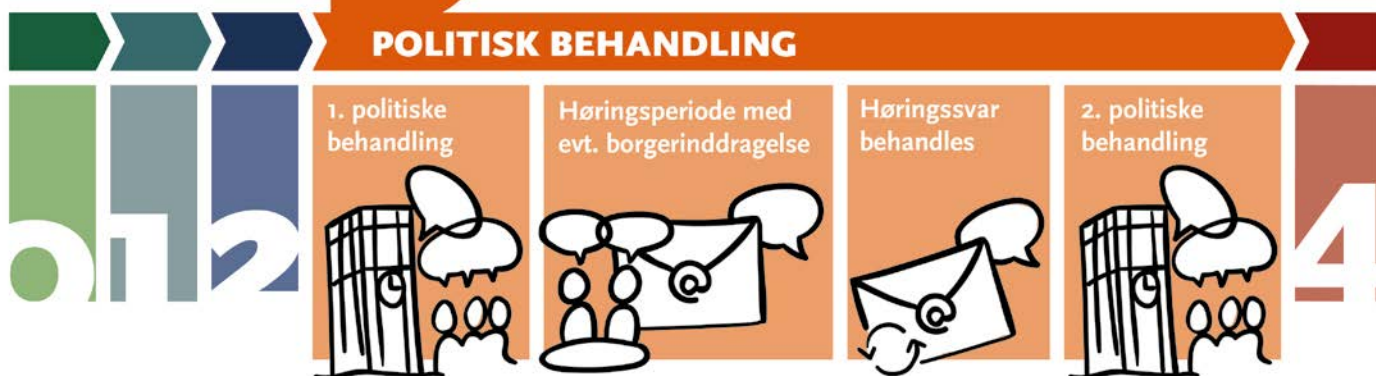 POLITISK BEHANDLING
1. politiske
behandling
Høringsperiode med
evt. borgerinddragelse
Høringssvar
behandles
2. politiske
behandling
0
1
2
4
@
@